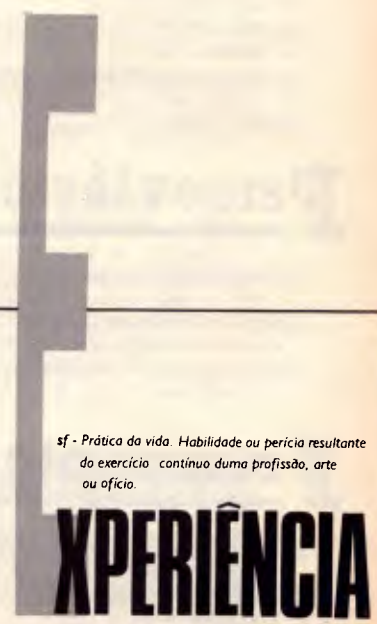 sf - Prática da vida. Habilidade ou perícia resultante
do exercício contínuo duma profissão, arte
ou ofício.
EXPERIÊNCIA